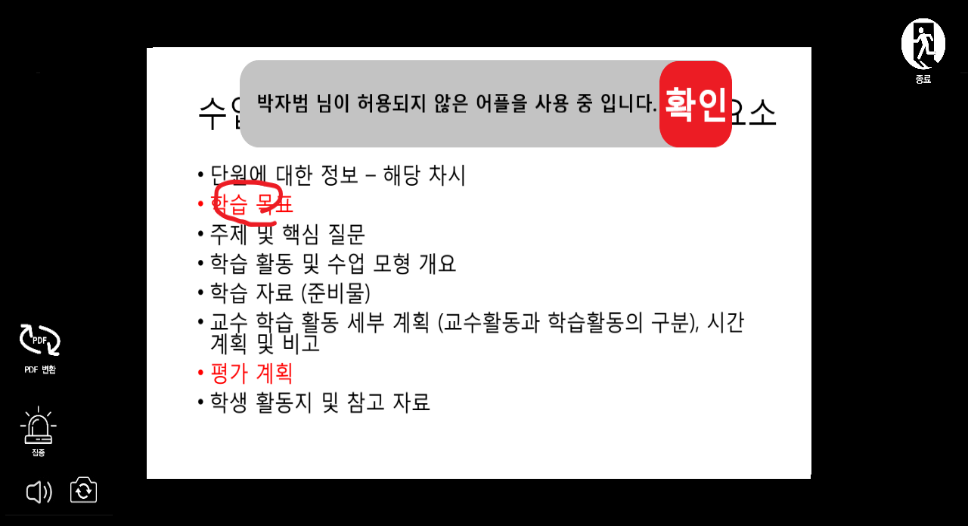 종료
박자범 님이 허용되지 않은 어플을 사용 중 입니다. 확인
수 요소
• 단원에 대한 정보 – 해당 차시
• 학습 목표
• 주제 및 핵심 질문
• 학습 활동 및 수업 모형 개요
• 학습 자료 (준비물)
• 교수 학습 활동 세부 계획 (교수활동과 학습활동의 구분), 시간
계획 및 비고
• 평가 계획
• 학생 활동지 및 참고 자료
PDF
PDF 변환
집중